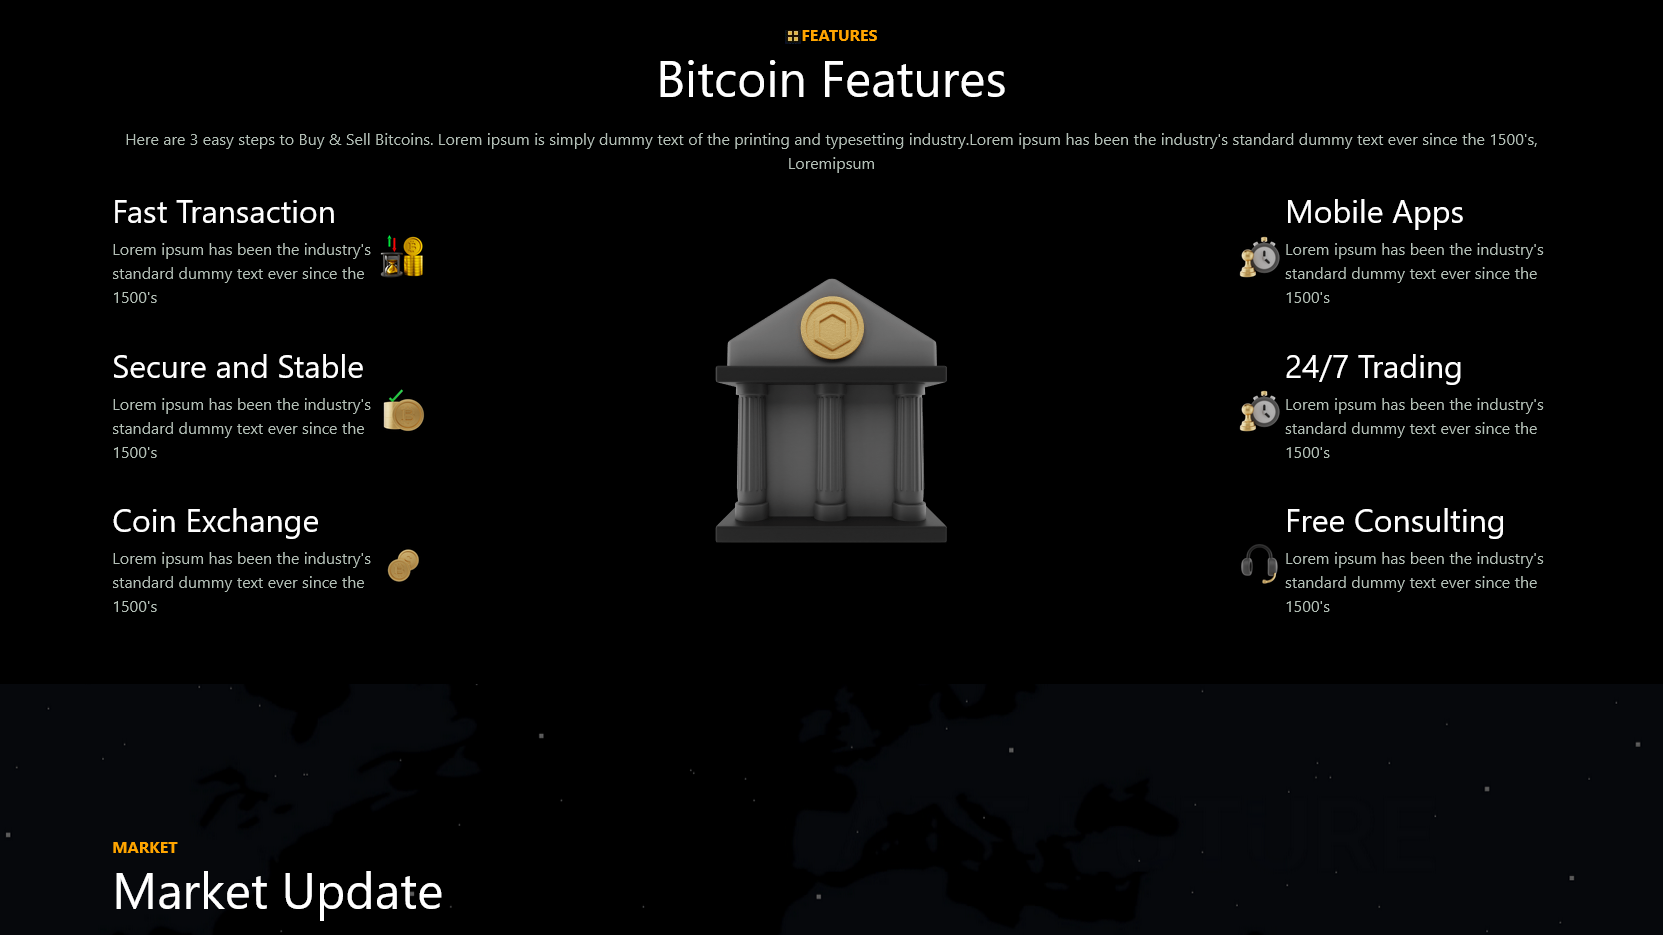 FEATURES
Bitcoin Features
Here are 3 easy steps to Buy & Sell Bitcoins. Lorem ipsum is simply dummy text of the printing and typesetting industry.Lorem ipsum has been the industry's standard dummy text ever since the 1500's,
Loremipsum
Fast Transaction
Lorem ipsum has been the industry's
standard dummy text ever since the
1500's
Secure and Stable
Lorem ipsum has been the industry's
standard dummy text ever since the
1500's
Coin Exchange
Lorem ipsum has been the industry's
standard dummy text ever since the
1500's
Mobile Apps
Lorem ipsum has been the industry's
standard dummy text ever since the
1500's
24/7 Trading
Lorem ipsum has been the industry's
standard dummy text ever since the
1500's
Free Consulting
Lorem ipsum has been the industry's
standard dummy text ever since the
1500's
MARKET
Market Update